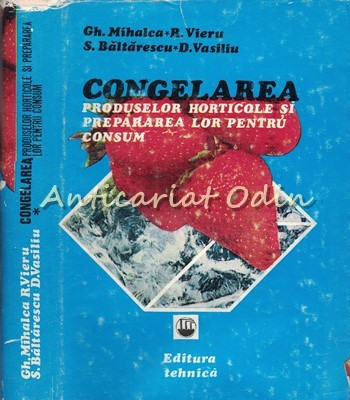 Gh. Mihalca • R. Vieru
S. Băltărescu • D. Vasiliu
CONGELAREA
PRODUSELOR HORTICOLE ȘI
PREPARAREA LOR PENTRU
CONSUM
Anticariat Odin
Editura
tehnică
CONGELAREA PRODUSELOR HORTICOLE ȘI PREPARAREA
LOR PENTRU CONSUM
*
Gh. Mihalca R. Vieru
S. Băltărescu D. Vasiliu